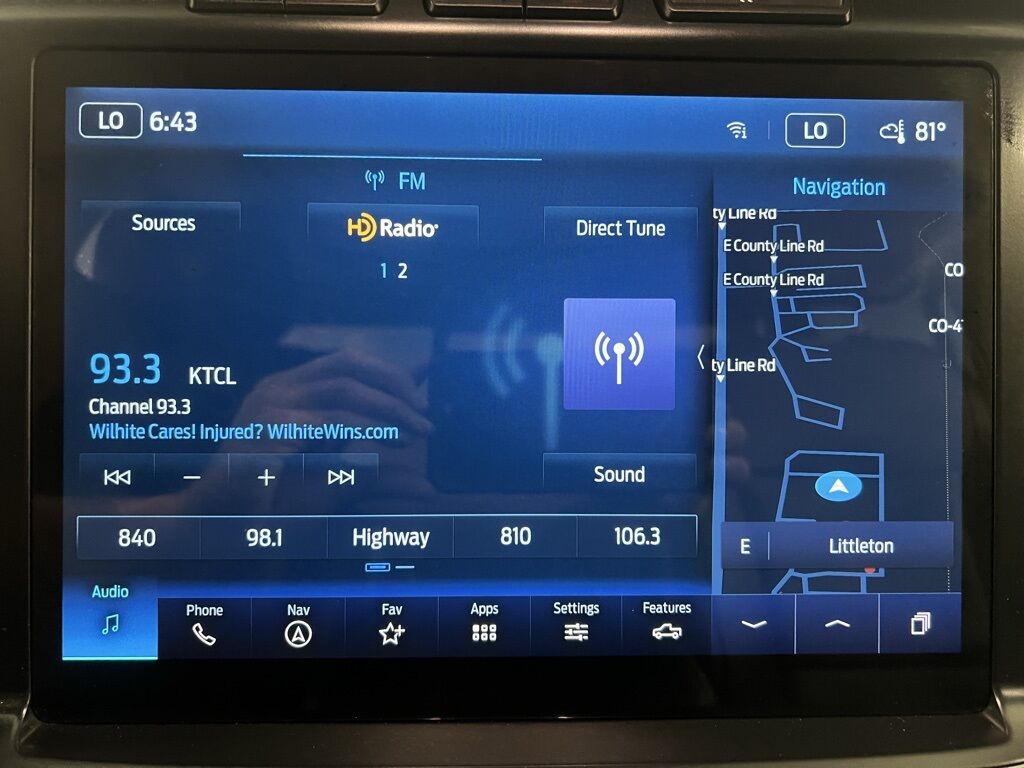 LO 6:43
LO 81°
FM
Navigation
Sources
HD Radio
Direct Tune
1 2
ty Line Rd
E County Line Rd
E County Line Rd
CO
CO-4
ty Line Rd
93.3 KTCL
Channel 93.3
Wilhite Cares! Injured? WilhiteWins.com
Sound
840 98.1 Highway 810 106.3
E Littleton
Audio Phone Nav Fav Apps Settings Features